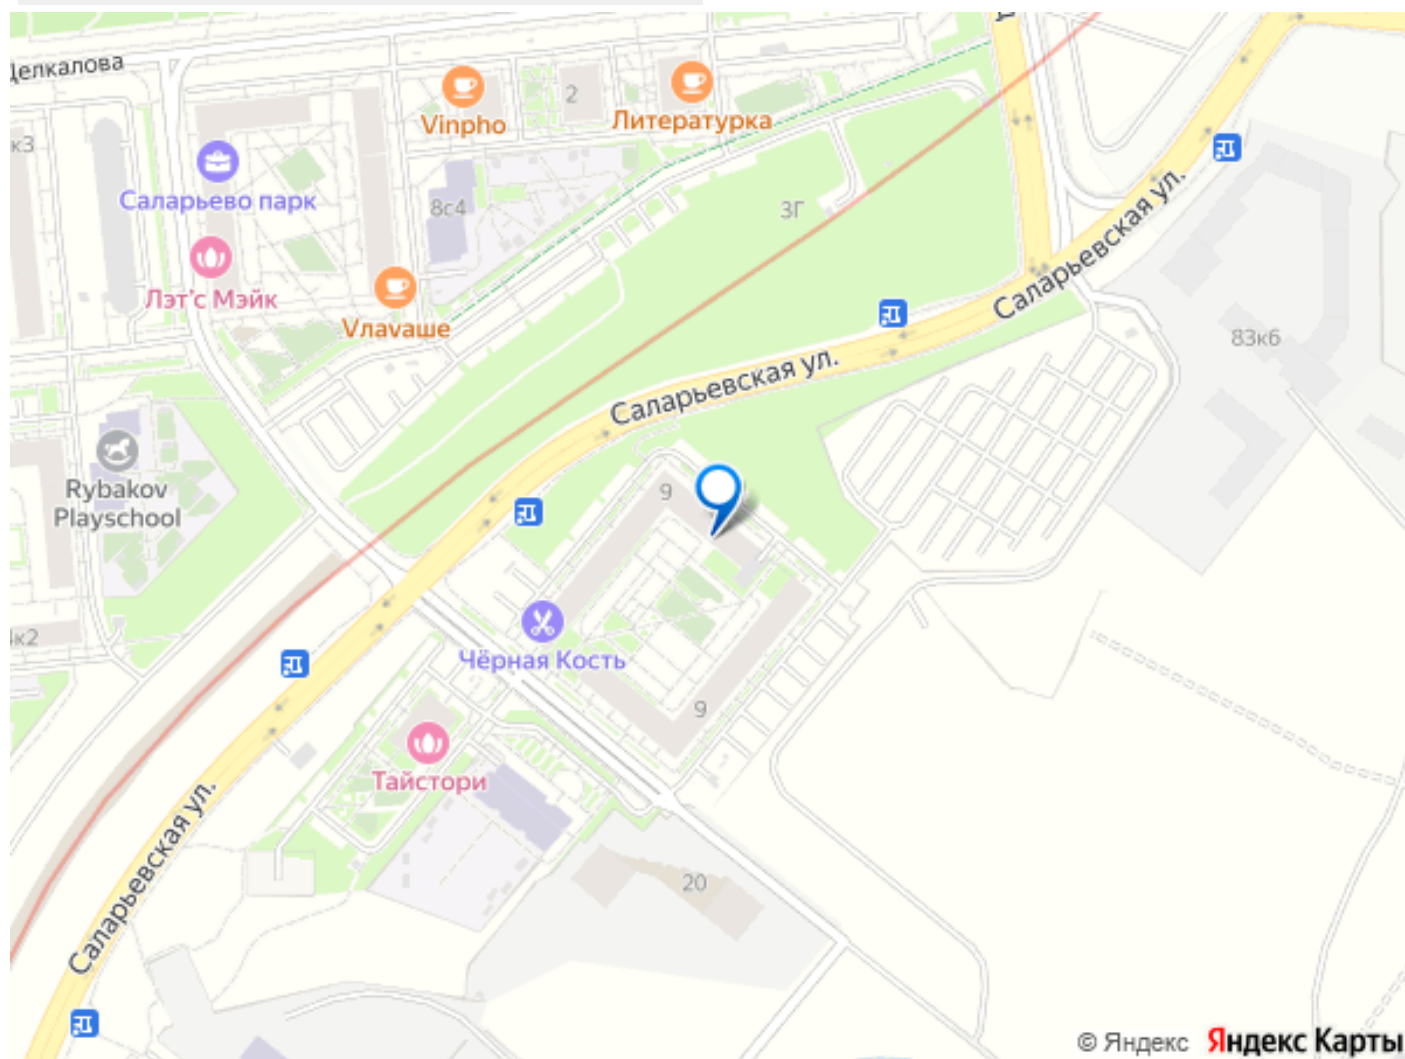 Целкалова
Vinpho
2
Литературка
к3
Саларьево парк
8с4
3Г
Саларьевская ул.
Лэт'с Мэйк
Vлаvаше
83к6
Саларьевская ул.
Rybakov
Playschool
9
к2
Чёрная Кость
9
Тайстори
Саларьевская ул.
20
© Яндекс Яндекс Карты